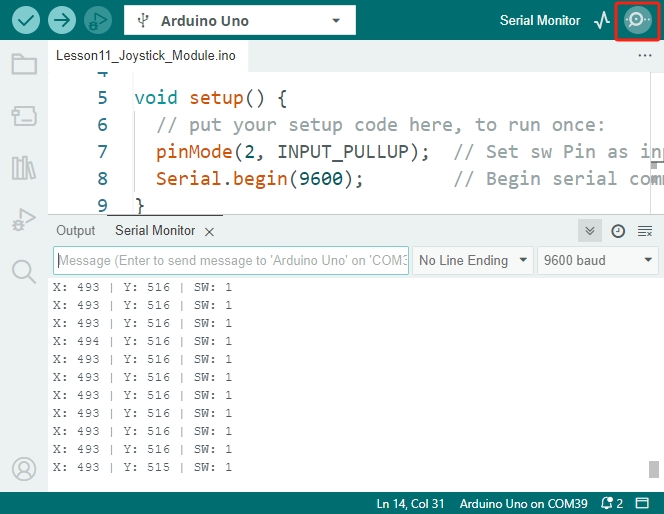 Arduino Uno
Serial Monitor
Lesson11_Joystick_Module.ino
5 void setup() {
6 // put your setup code here, to run once:
7 pinMode(2, INPUT_PULLUP); // Set sw Pin as inp
8 Serial.begin(9600); // Begin serial com
9 }
Output Serial Monitor
Message (Enter to send message to 'Arduino Uno' on 'COM3
No Line Ending
9600 baud
X: 493 | Y: 516 | SW: 1
X: 493 | Y: 516 | SW: 1
X: 493 | Y: 516 | SW: 1
X: 494 | Y: 516 | SW: 1
X: 493 | Y: 516 | SW: 1
X: 493 | Y: 516 | SW: 1
X: 493 | Y: 516 | SW: 1
X: 493 | Y: 516 | SW: 1
X: 493 | Y: 516 | SW: 1
X: 493 | Y: 516 | SW: 1
X: 493 | Y: 515 | SW: 1
Ln 14, Col 31 Arduino Uno on COM39 2